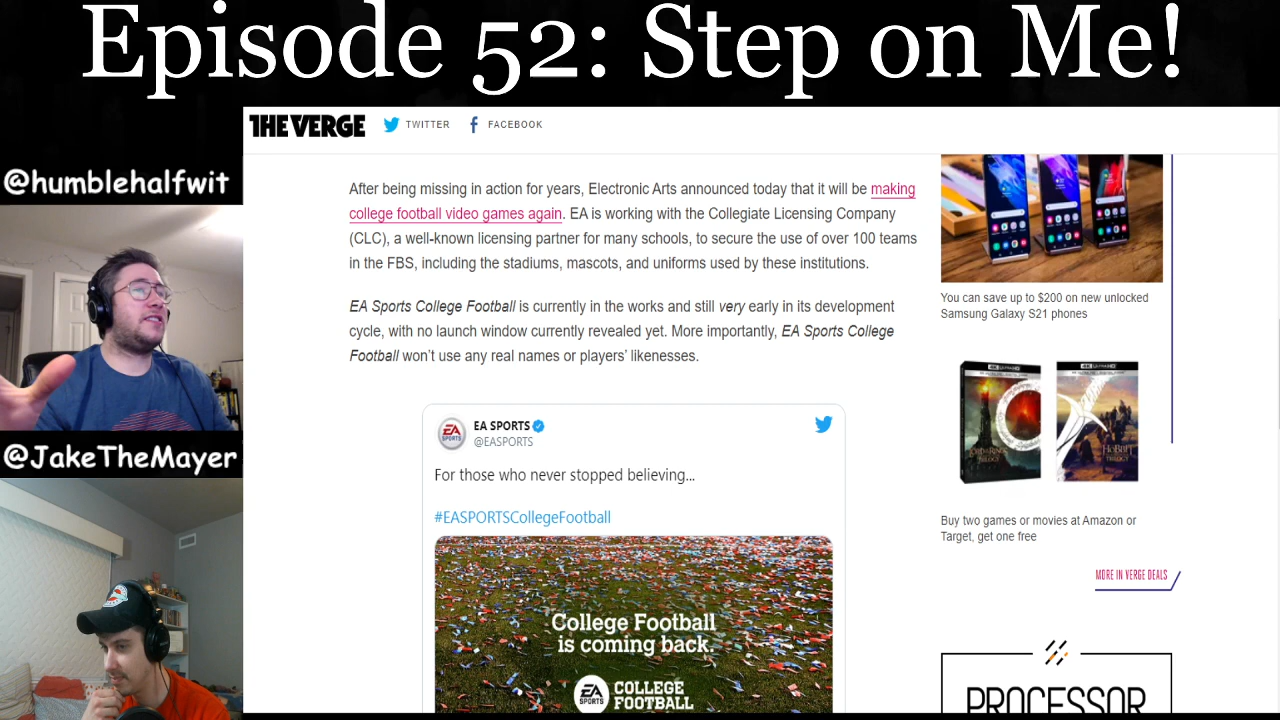 Episode 52: Step on Me!
@humblehalfwit
@JakeTheMayer
THE VERGE
TWITTER
FACEBOOK
After being missing in action for years, Electronic Arts announced today that it will be making
college football video games again. EA is working with the Collegiate Licensing Company
(CLC), a well-known licensing partner for many schools, to secure the use of over 100 teams
in the FBS, including the stadiums, mascots, and uniforms used by these institutions.
EA Sports College Football is currently in the works and still very early in its development
cycle, with no launch window currently revealed yet. More importantly, EA Sports College
Football won't use any real names or players' likenesses.
EA SPORTS
@EASPORTS
For those who never stopped believing...
#EASPORTSCollegeFootball
College Football
is coming back.
EA
SPORTS
COLLEGE
FOOTBALL
You can save up to $200 on new unlocked
Samsung Galaxy S21 phones
Buy two games or movies at Amazon or
Target, get one free
MORE IN VERGE DEALS
PROCESSOR